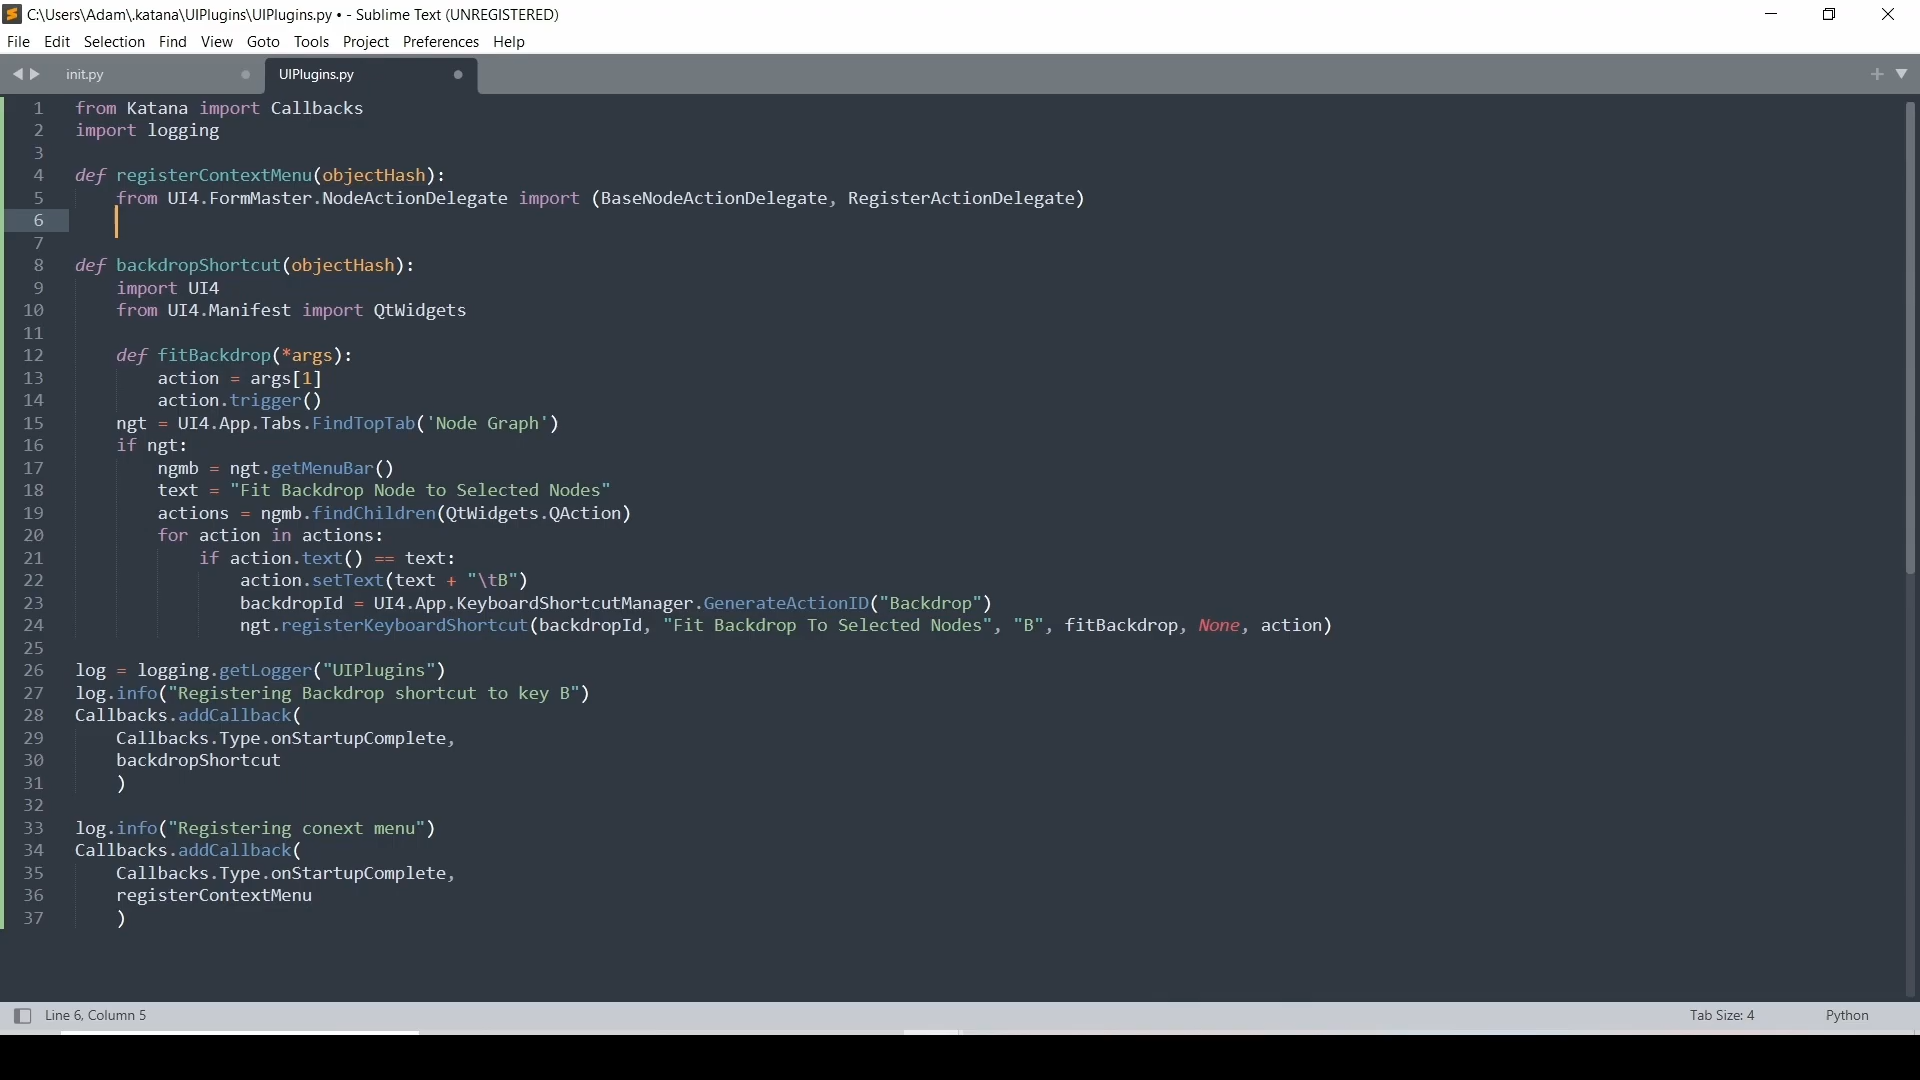 C:\Users\Adam\.katana\UIPlugins\UIPlugins.py • - Sublime Text (UNREGISTERED)
File Edit Selection Find View Goto Tools Project Preferences Help
init.py UIPlugins.py
1 from Katana import Callbacks
2 import logging
3
4 def registerContextMenu(objectHash):
5     from UI4.FormMaster.NodeActionDelegate import (BaseNodeActionDelegate, RegisterActionDelegate)
6
7
8 def backdropShortcut(objectHash):
9     import UI4
10     from UI4.Manifest import QtWidgets
11
12     def fitBackdrop(*args):
13         action = args[1]
14         action.trigger()
15     ngt = UI4.App.Tabs.FindTopTab('Node Graph')
16     if ngt:
17         ngmb = ngt.getMenuBar()
18         text = "Fit Backdrop Node to Selected Nodes"
19         actions = ngmb.findChildren(QtWidgets.QAction)
20         for action in actions:
21             if action.text() == text:
22                 action.setText(text + "\tB")
23                 backdropId = UI4.App.KeyboardShortcutManager.GenerateActionID("Backdrop")
24                 ngt.registerKeyboardShortcut(backdropId, "Fit Backdrop To Selected Nodes", "B", fitBackdrop, None, action)
25
26 log = logging.getLogger("UIPlugins")
27 log.info("Registering Backdrop shortcut to key B")
28 Callbacks.addCallback(
29     Callbacks.Type.onStartupComplete,
30     backdropShortcut
31     )
32
33 log.info("Registering conext menu")
34 Callbacks.addCallback(
35     Callbacks.Type.onStartupComplete,
36     registerContextMenu
37     )
Line 6, Column 5 Tab Size: 4 Python